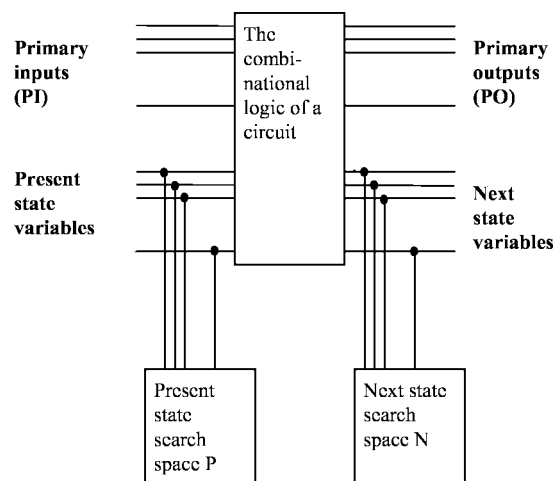 Primary
inputs
(PI)
The
combi-
national
logic of a
circuit
Primary
outputs
(PO)
Present
state
variables
Next
state
variables
Present
state
search
space P
Next state
search
space N